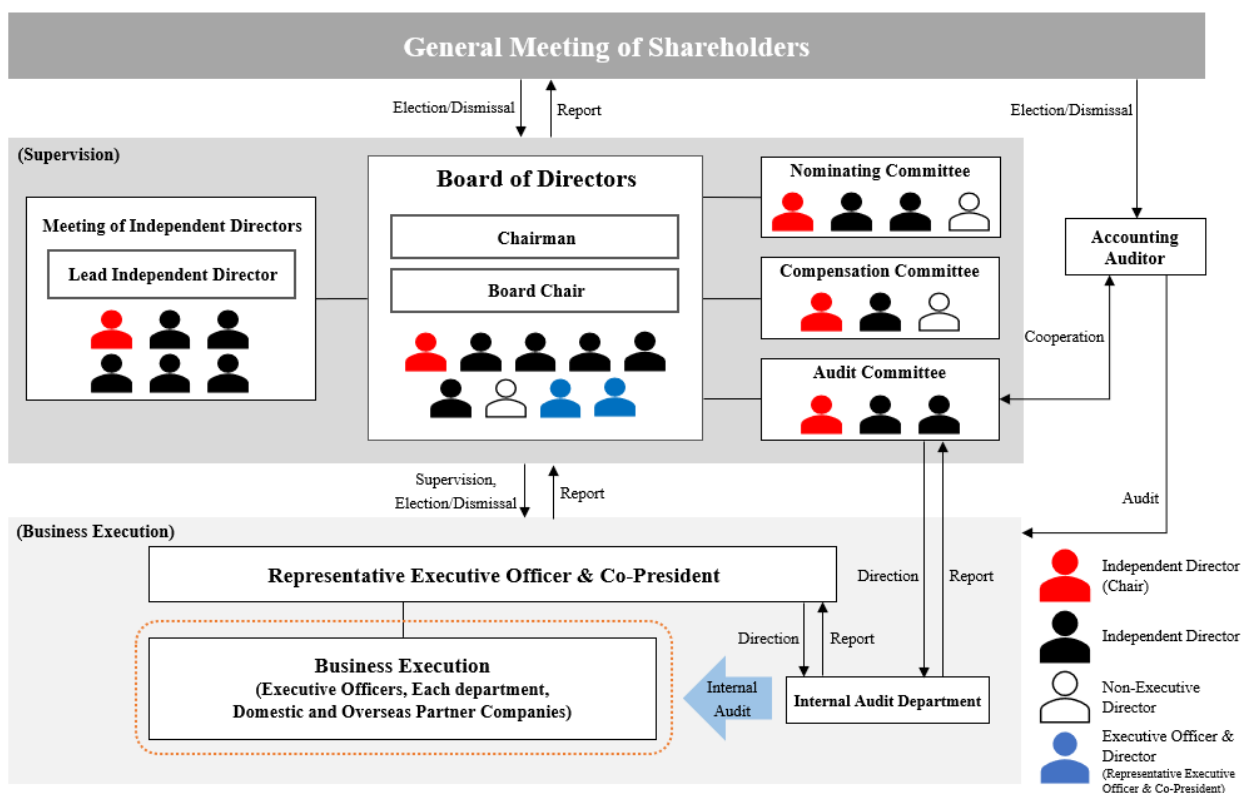 General Meeting of Shareholders
Election/Dismissal
Report
Election/Dismissal
(Supervision)
Meeting of Independent Directors
Lead Independent Director
Board of Directors
Chairman
Board Chair
Nominating Committee
Compensation Committee
Audit Committee
Accounting
Auditor
Cooperation
Supervision,
Election/Dismissal
Report
Audit
(Business Execution)
Representative Executive Officer & Co-President
Direction
Report
Direction
Report
Business Execution
(Executive Officers, Each department,
Domestic and Overseas Partner Companies)
Internal
Audit
Internal Audit Department
Independent Director
(Chair)
Independent Director
Non-Executive
Director
Executive Officer &
Director
(Representative Executive
Officer & Co-President)